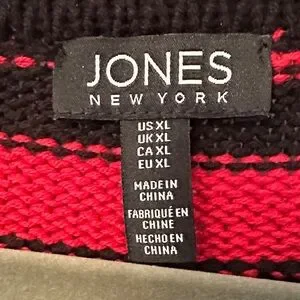 JONES
NEW YORK
US XL
UK XL
CA XL
EU XL
MADE IN
CHINA
FABRIQUÉ EN
CHINE
HECHO EN
CHINA